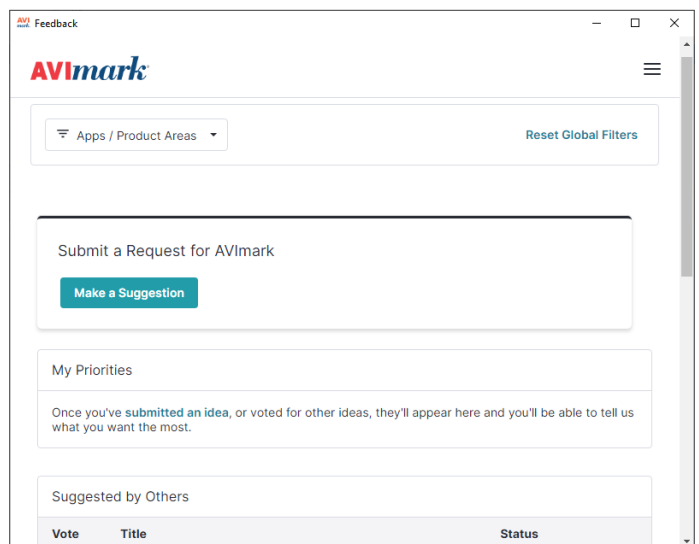 AVI mark Feedback
AVImark
Apps / Product Areas
Reset Global Filters
Submit a Request for AVImark
Make a Suggestion
My Priorities
Once you've submitted an idea, or voted for other ideas, they'll appear here and you'll be able to tell us
what you want the most.
Suggested by Others
Vote Title Status